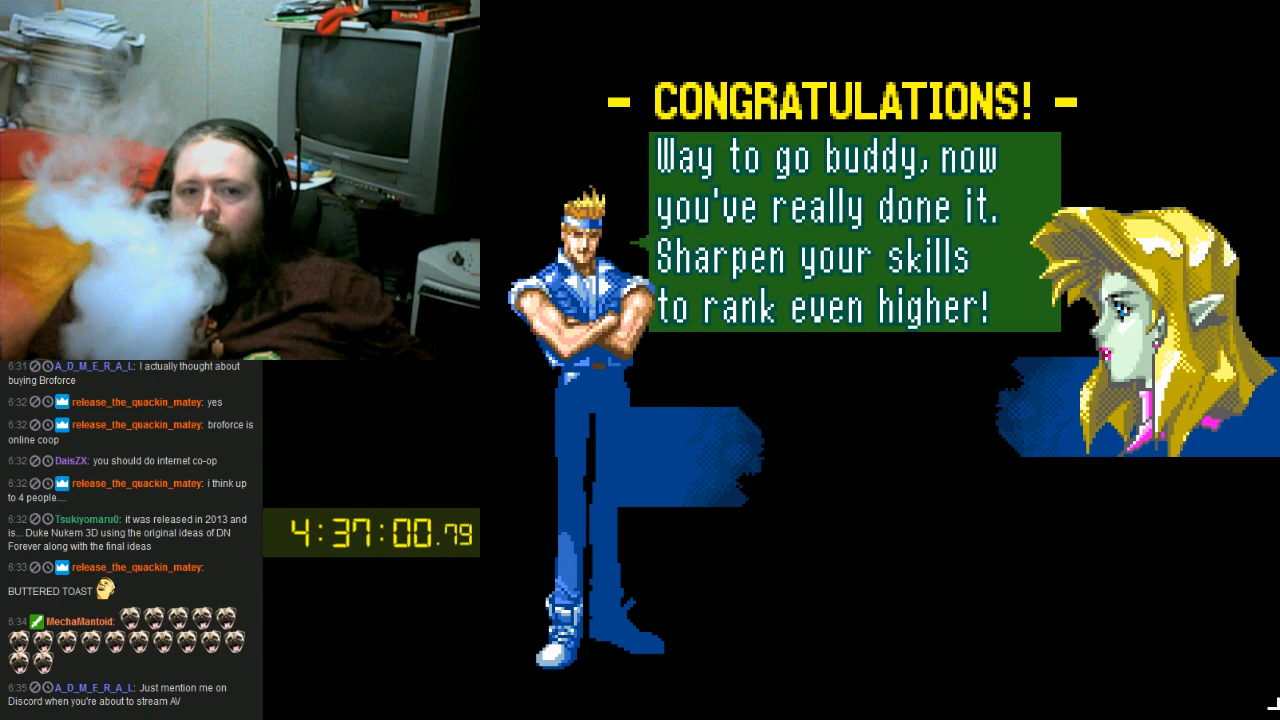 - CONGRATULATIONS! -
Way to go buddy, now
you've really done it.
Sharpen your skills
to rank even higher!
6:31 A_D_M_E_R_A_L: I actually thought about
buying Broforce
6:32 release_the_quackin_matey: yes
6:32 release_the_quackin_matey: broforce is
online coop
6:32 DaisZX: you should do internet co-op
6:32 release_the_quackin_matey: i think up
to 4 people....
6:32 Tsukiyomaru0: it was released in 2013 and
is... Duke Nukem 3D using the original ideas of DN
Forever along with the final ideas
6:33 release_the_quackin_matey:
BUTTERED TOAST
6:34 MechaMantoid:
6:35 A_D_M_E_R_A_L: Just mention me on
Discord when you're about to stream AV
4:37:00.79